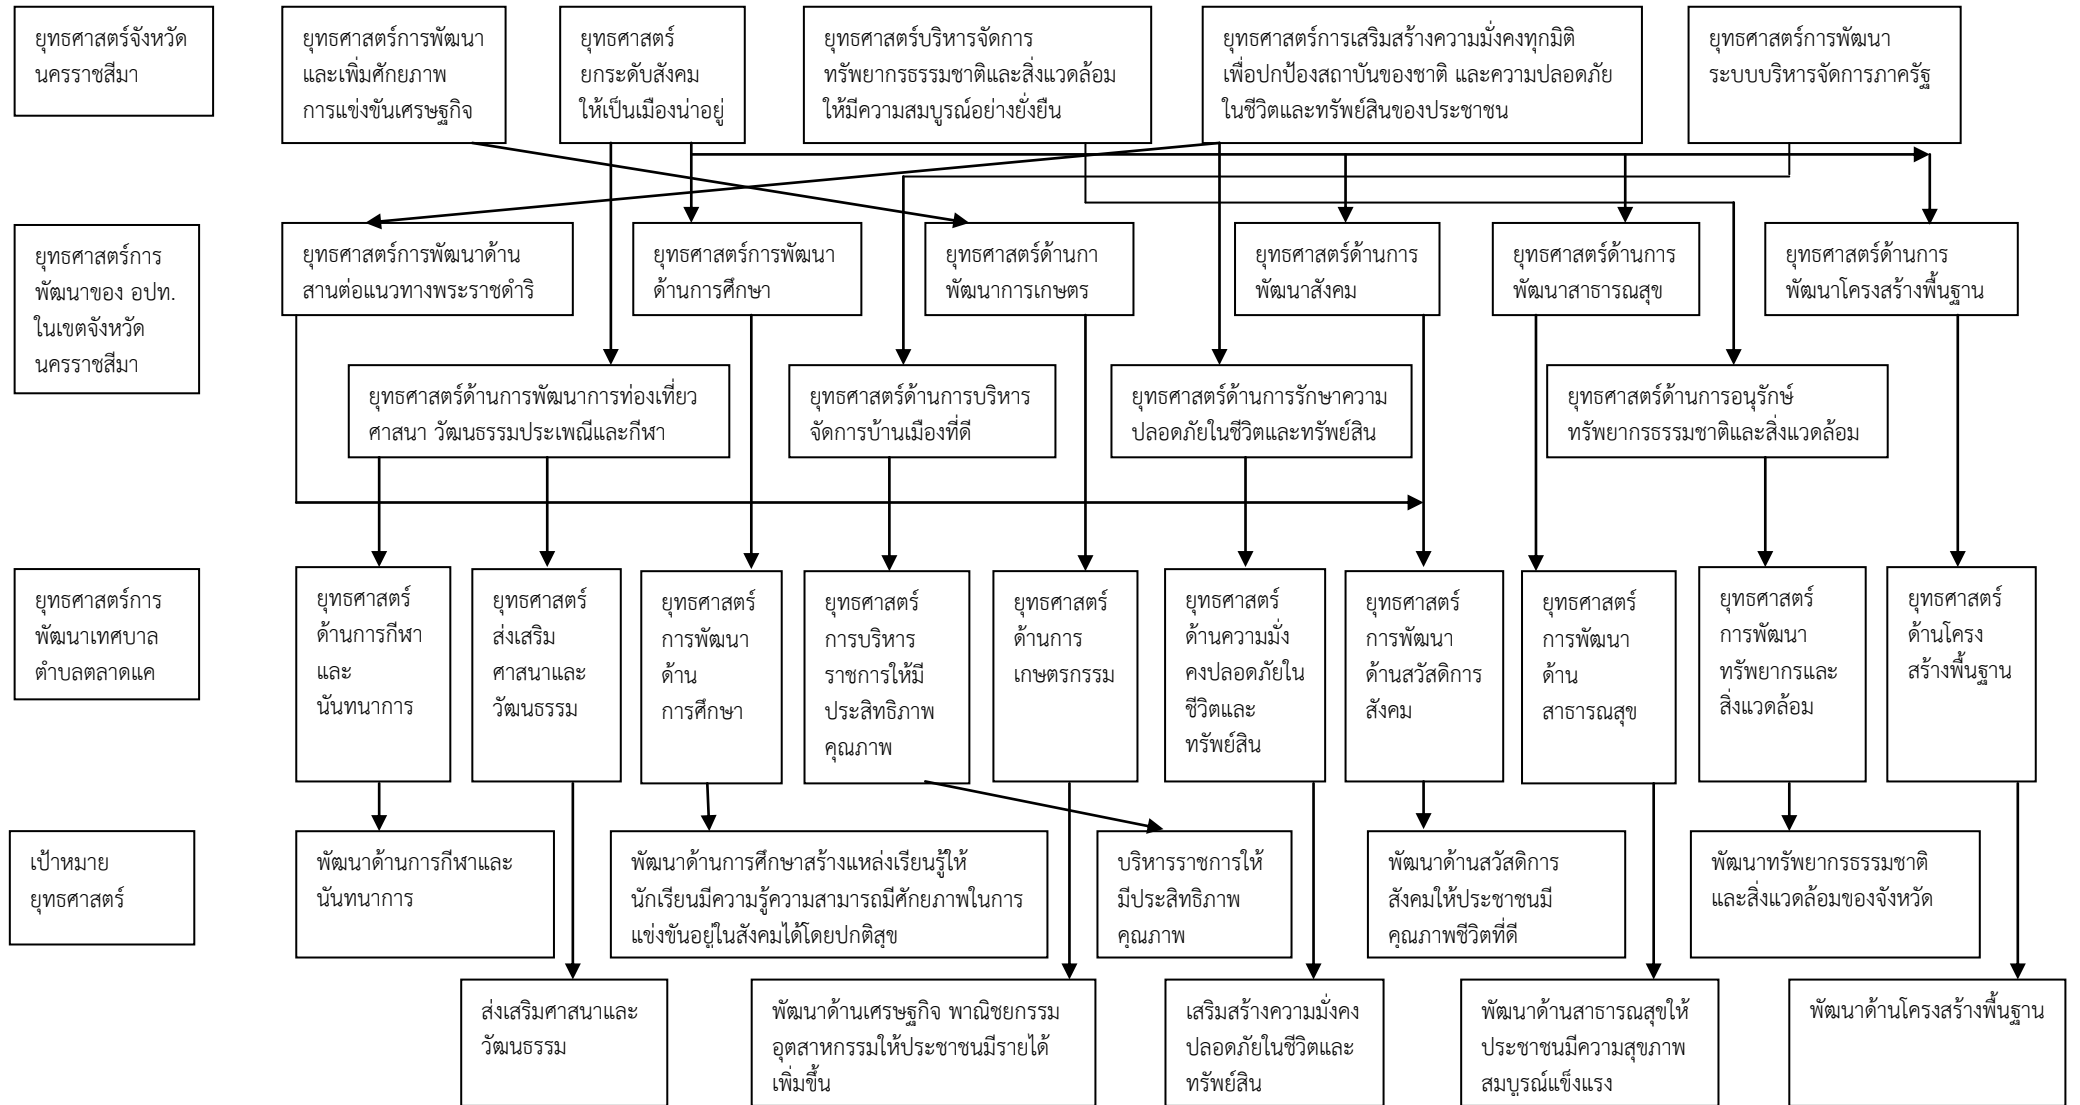 ยุทธศาสตร์จังหวัด
นครราชสีมา
ยุทธศาสตร์การพัฒนา
และเพิ่มศักยภาพ
การแข่งขันเศรษฐกิจ
ยุทธศาสตร์
ยกระดับสังคม
ให้เป็นเมืองน่าอยู่
ยุทธศาสตร์บริหารจัดการ
ทรัพยากรธรรมชาติและสิ่งแวดล้อม
ให้มีความสมบูรณ์อย่างยั่งยืน
ยุทธศาสตร์การเสริมสร้างความมั่งคงทุกมิติ
เพื่อปกป้องสถาบันของชาติ และความปลอดภัย
ในชีวิตและทรัพย์สินของประชาชน
ยุทธศาสตร์การพัฒนา
ระบบบริหารจัดการภาครัฐ
ยุทธศาสตร์การ
พัฒนาของ อปท.
ในเขตจังหวัด
นครราชสีมา
ยุทธศาสตร์การพัฒนาด้าน
สานต่อแนวทางพระราชดำริ
ยุทธศาสตร์การพัฒนา
ด้านการศึกษา
ยุทธศาสตร์ด้านกา
พัฒนาการเกษตร
ยุทธศาสตร์ด้านการ
พัฒนาสังคม
ยุทธศาสตร์ด้านการ
พัฒนาสาธารณสุข
ยุทธศาสตร์ด้านการ
พัฒนาโครงสร้างพื้นฐาน
ยุทธศาสตร์ด้านการพัฒนาการท่องเที่ยว
ศาสนา วัฒนธรรมประเพณีและกีฬา
ยุทธศาสตร์ด้านการบริหาร
จัดการบ้านเมืองที่ดี
ยุทธศาสตร์ด้านการรักษาความ
ปลอดภัยในชีวิตและทรัพย์สิน
ยุทธศาสตร์ด้านการอนุรักษ์
ทรัพยากรธรรมชาติและสิ่งแวดล้อม
ยุทธศาสตร์การ
พัฒนาเทศบาล
ตำบลตลาดแค
ยุทธศาสตร์
ด้านการกีฬา
และ
นันทนาการ
ยุทธศาสตร์
ส่งเสริม
ศาสนาและ
วัฒนธรรม
ยุทธศาสตร์
การพัฒนา
ด้าน
การศึกษา
ยุทธศาสตร์
การบริหาร
ราชการให้มี
ประสิทธิภาพ
คุณภาพ
ยุทธศาสตร์
ด้านการ
เกษตรกรรม
ยุทธศาสตร์
ด้านความมั่ง
คงปลอดภัยใน
ชีวิตและ
ทรัพย์สิน
ยุทธศาสตร์
การพัฒนา
ด้านสวัสดิการ
สังคม
ยุทธศาสตร์
การพัฒนา
ด้าน
สาธารณสุข
ยุทธศาสตร์
การพัฒนา
ทรัพยากรและ
สิ่งแวดล้อม
ยุทธศาสตร์
ด้านโครง
สร้างพื้นฐาน
เป้าหมาย
ยุทธศาสตร์
พัฒนาด้านการกีฬาและ
นันทนาการ
พัฒนาด้านการศึกษาสร้างแหล่งเรียนรู้ให้
นักเรียนมีความรู้ความสามารถมีศักยภาพในการ
แข่งขันอยู่ในสังคมได้โดยปกติสุข
บริหารราชการให้
มีประสิทธิภาพ
คุณภาพ
พัฒนาด้านสวัสดิการ
สังคมให้ประชาชนมี
คุณภาพชีวิตที่ดี
พัฒนาทรัพยากรธรรมชาติ
และสิ่งแวดล้อมของจังหวัด
ส่งเสริมศาสนาและ
วัฒนธรรม
พัฒนาด้านเศรษฐกิจ พาณิชยกรรม
อุตสาหกรรมให้ประชาชนมีรายได้
เพิ่มขึ้น
เสริมสร้างความมั่งคง
ปลอดภัยในชีวิตและ
ทรัพย์สิน
พัฒนาด้านสาธารณสุขให้
ประชาชนมีความสุขภาพ
สมบูรณ์แข็งแรง
พัฒนาด้านโครงสร้างพื้นฐาน